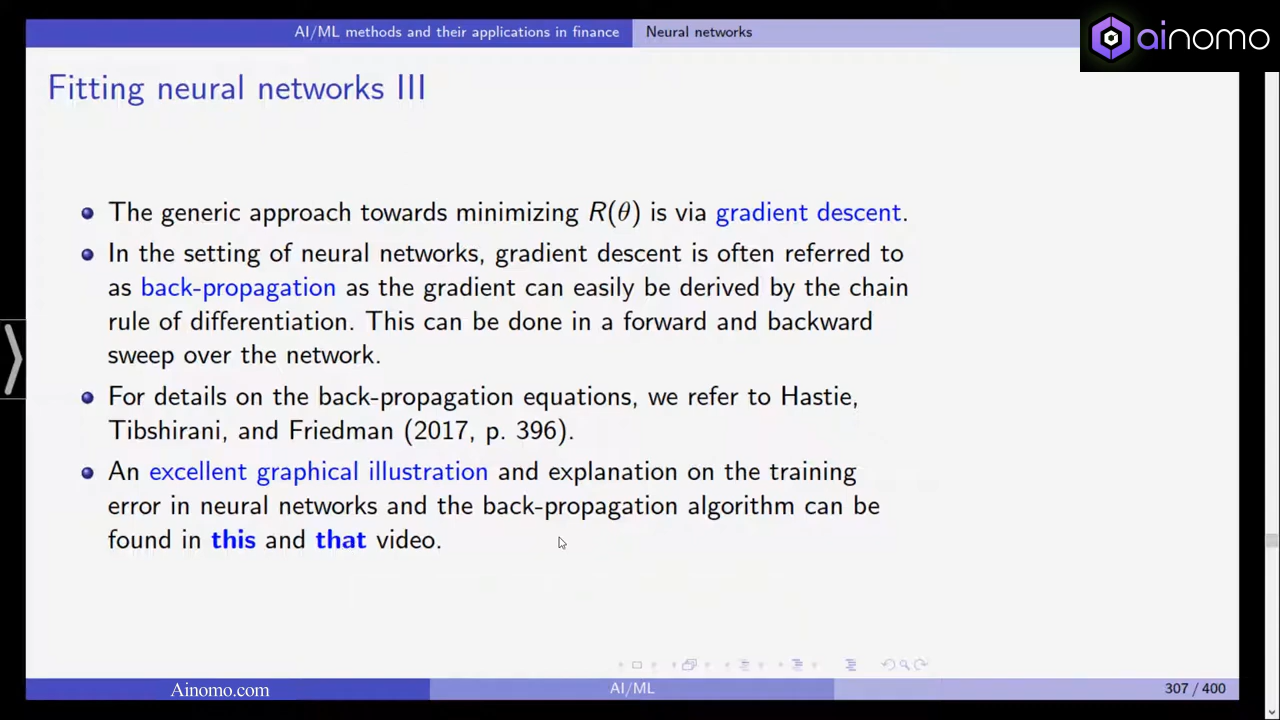 AI/ML methods and their applications in finance
Neural networks
ainomo
Fitting neural networks III
The generic approach towards minimizing R(θ) is via gradient descent.
In the setting of neural networks, gradient descent is often referred to
as back-propagation as the gradient can easily be derived by the chain
rule of differentiation. This can be done in a forward and backward
sweep over the network.
For details on the back-propagation equations, we refer to Hastie,
Tibshirani, and Friedman (2017, p. 396).
An excellent graphical illustration and explanation on the training
error in neural networks and the back-propagation algorithm can be
found in this and that video.
Ainomo.com
AI/ML
307 / 400